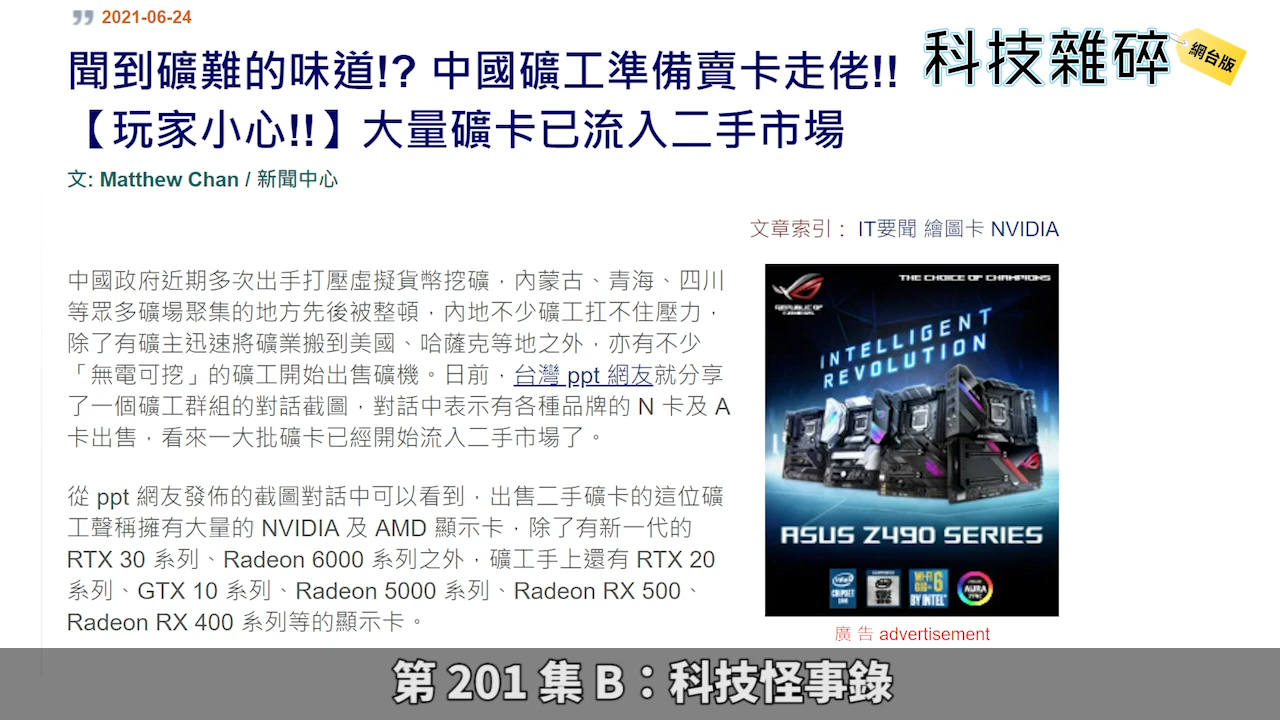 2021-06-24
聞到礦難的味道!? 中國礦工準備賣卡走佬!!
【玩家小心!!】大量礦卡已流入二手市場
科技雜碎
網台版
文: Matthew Chan / 新聞中心
文章索引： IT要聞 繪圖卡 NVIDIA
中國政府近期多次出手打壓虛擬貨幣挖礦，內蒙古、青海、四川
等眾多礦場聚集的地方先後被整頓，內地不少礦工扛不住壓力，
除了有礦主迅速將礦業搬到美國、哈薩克等地之外，亦有不少
「無電可挖」的礦工開始出售礦機。日前，台灣 ppt 網友就分享
了一個礦工群組的對話截圖，對話中表示有各種品牌的 N 卡及 A
卡出售，看來一大批礦卡已經開始流入二手市場了。
從 ppt 網友發佈的截圖對話中可以看到，出售二手礦卡的這位礦
工聲稱擁有大量的 NVIDIA 及 AMD 顯示卡，除了有新一代的
RTX 30 系列、Radeon 6000 系列之外，礦工手上還有 RTX 20
系列、GTX 10 系列、Radeon 5000 系列、Radeon RX 500、
Radeon RX 400 系列等的顯示卡。
REPUBLIC OF
GAMERS
THE CHOICE OF CHAMPIONS
INTELLIGENT
REVOLUTION
ASUS Z490 SERIES
廣 告 advertisement
第 201 集 B：科技怪事錄